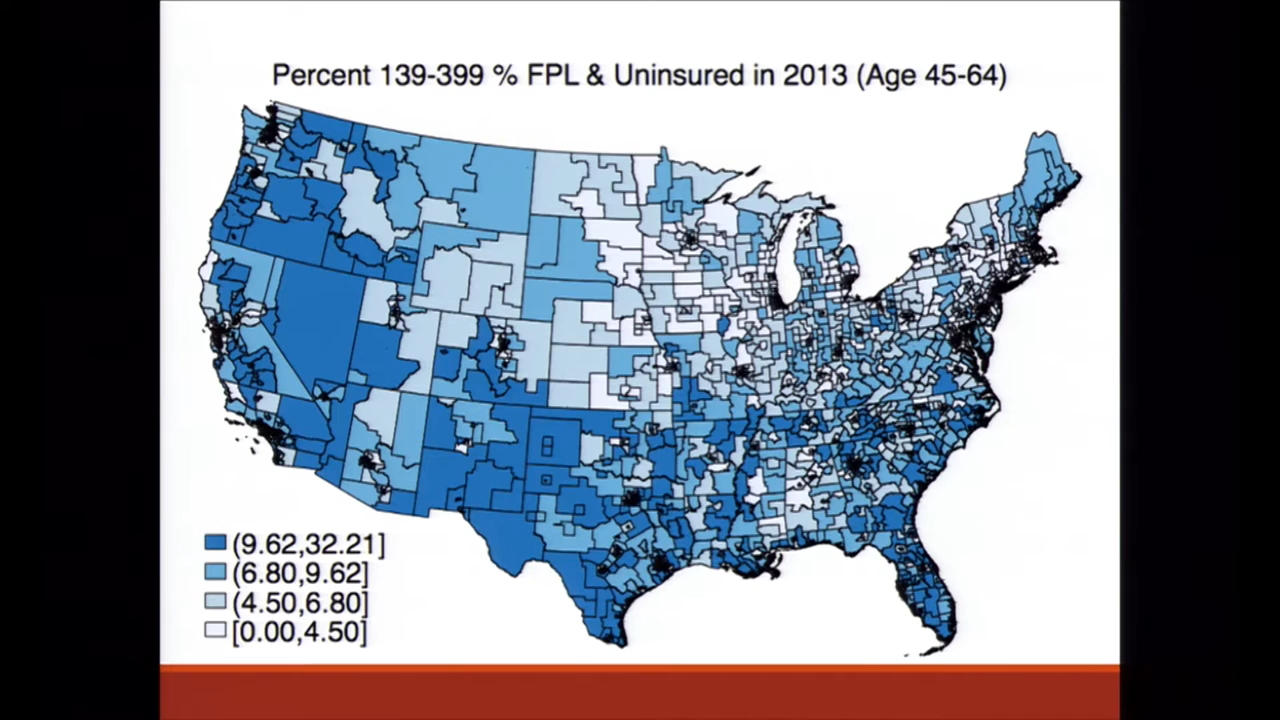 Percent 139-399 % FPL & Uninsured in 2013 (Age 45-64)
(9.62,32.21]
(6.80,9.62]
(4.50,6.80]
[0.00,4.50]